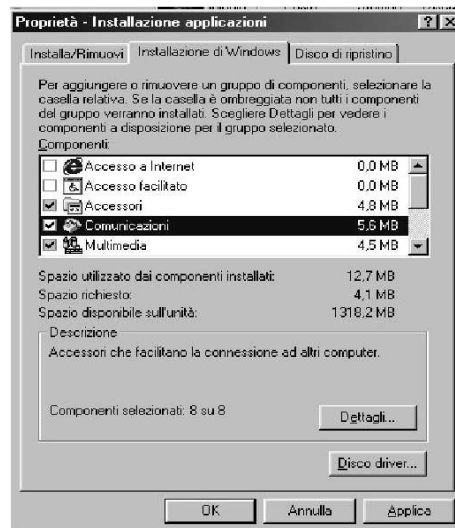 Proprietà - Installazione applicazioni
Installa/Rimuovi Installazione di Windows Disco di ripristino
Per aggiungere o rimuovere un gruppo di componenti, selezionare la
casella relativa. Se la casella è ombreggiata non tutti i componenti
del gruppo verranno installati. Scegliere Dettagli per vedere i
componenti a disposizione per il gruppo selezionato.
Componenti:
Accesso a Internet 0,0 MB
Accesso facilitato 0,0 MB
Accessori 4,8 MB
Comunicazioni 5,6 MB
Multimedia 4,5 MB
Spazio utilizzato dai componenti installati: 12,7 MB
Spazio richiesto: 4,1 MB
Spazio disponibile sull'unità: 1318,2 MB
Descrizione
Accessori che facilitano la connessione ad altri computer.
Componenti selezionati: 8 su 8
Dettagli...
Disco driver...
OK Annulla Applica